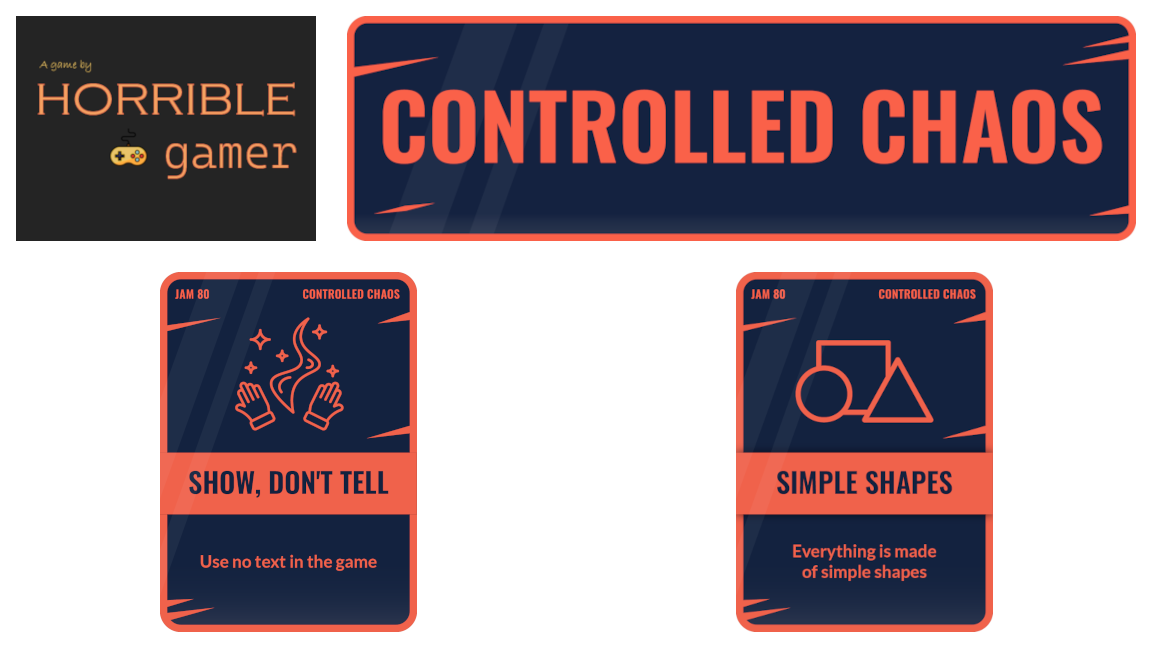 A game by
HORRIBLE
gamer
CONTROLLED CHAOS
JAM 80 CONTROLLED CHAOS
SHOW, DON'T TELL
Use no text in the game
JAM 80 CONTROLLED CHAOS
SIMPLE SHAPES
Everything is made
of simple shapes